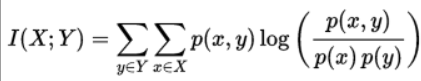 I(X;Y) = ∑_{y∈Y} ∑_{x∈X} p(x, y) log ( p(x, y) / p(x) p(y) )